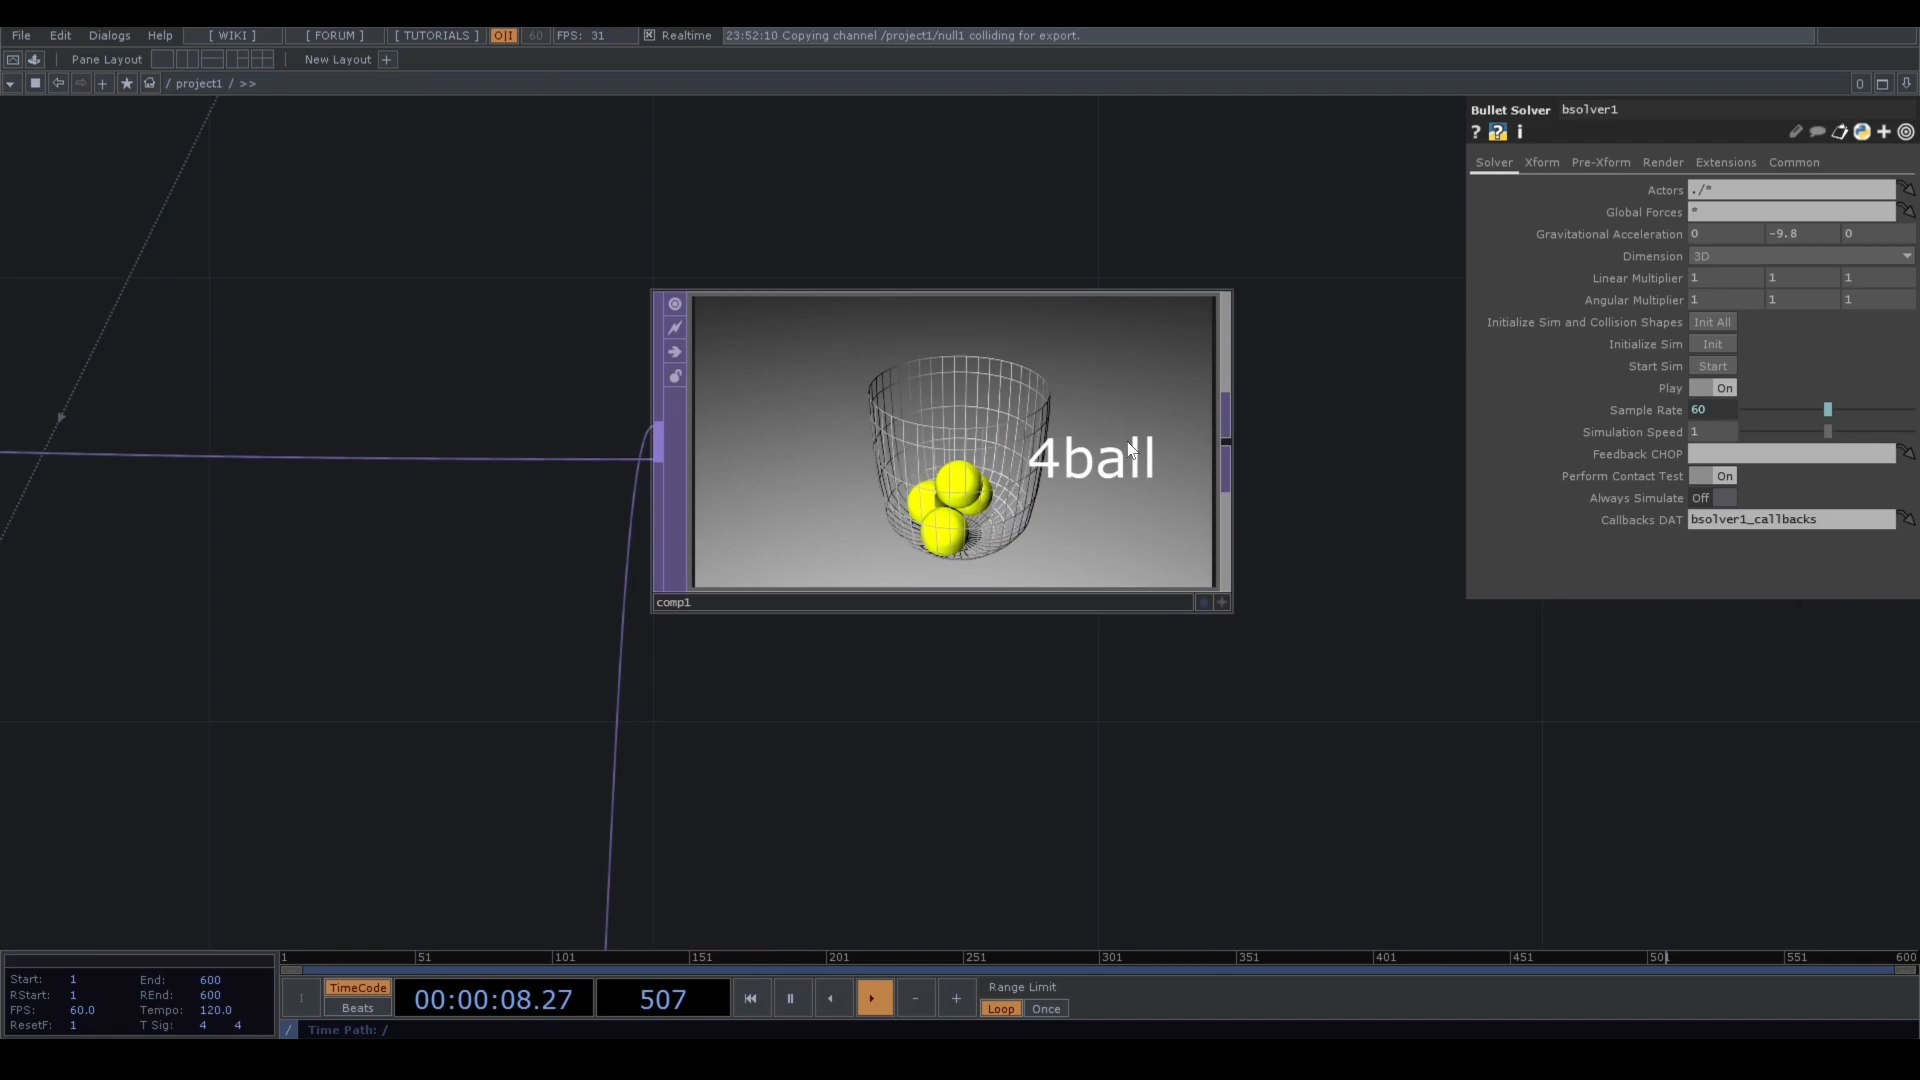 File Edit Dialogs Help [ WIKI ] [ FORUM ] [ TUTORIALS ] O|I 60 FPS: 31 Realtime 23:52:10 Copying channel /project1/null1 colliding for export.
Pane Layout New Layout +
/ project1 / >> 0
Bullet Solver bsolver1
? ? i
Solver Xform Pre-Xform Render Extensions Common
Actors ./*
Global Forces *
Gravitational Acceleration 0 -9.8 0
Dimension 3D
Linear Multiplier 1 1 1
Angular Multiplier 1 1 1
Initialize Sim and Collision Shapes Init All
Initialize Sim Init
Start Sim Start
Play On
Sample Rate 60
Simulation Speed 1
Feedback CHOP
Perform Contact Test On
Always Simulate Off
Callbacks DAT bsolver1_callbacks
4ball
comp1
1 51 101 151 201 251 301 351 401 451 501 551 600
Start: 1 End: 600
RStart: 1 REnd: 600
FPS: 60.0 Tempo: 120.0
ResetF: 1 T Sig: 4 4
I TimeCode Beats 00:00:08.27 507 - + Range Limit
Loop Once
/ Time Path: /